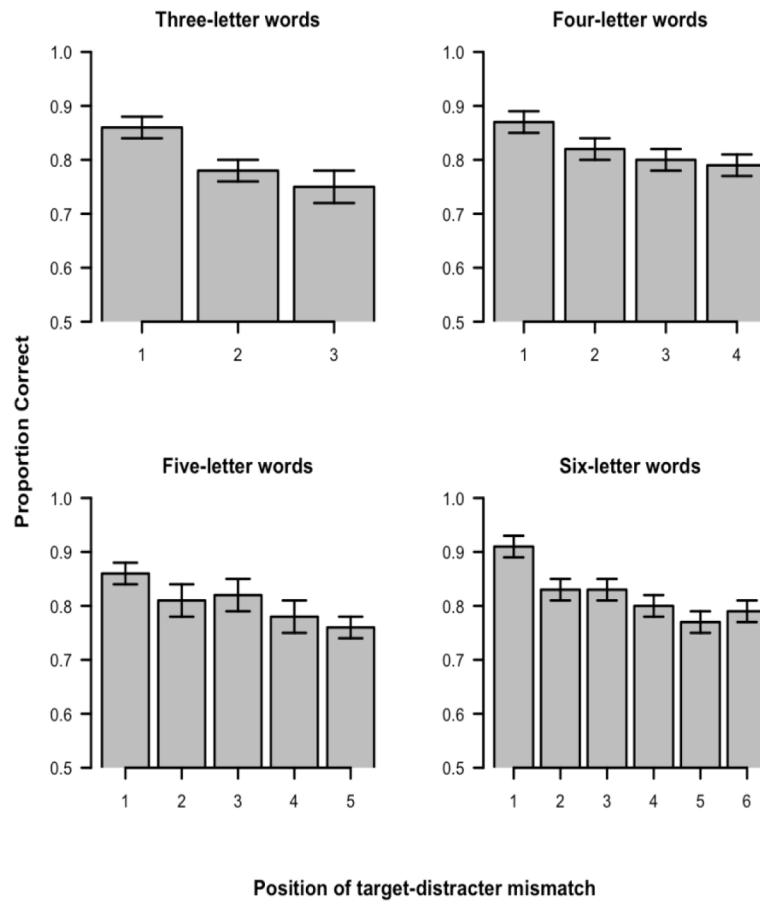 Three-letter words
1.0
0.9
0.8
0.7
0.6
0.5
1 2 3
Four-letter words
1.0
0.9
0.8
0.7
0.6
0.5
1 2 3 4
Proportion Correct
Five-letter words
1.0
0.9
0.8
0.7
0.6
0.5
1 2 3 4 5
Six-letter words
1.0
0.9
0.8
0.7
0.6
0.5
1 2 3 4 5 6
Position of target-distracter mismatch